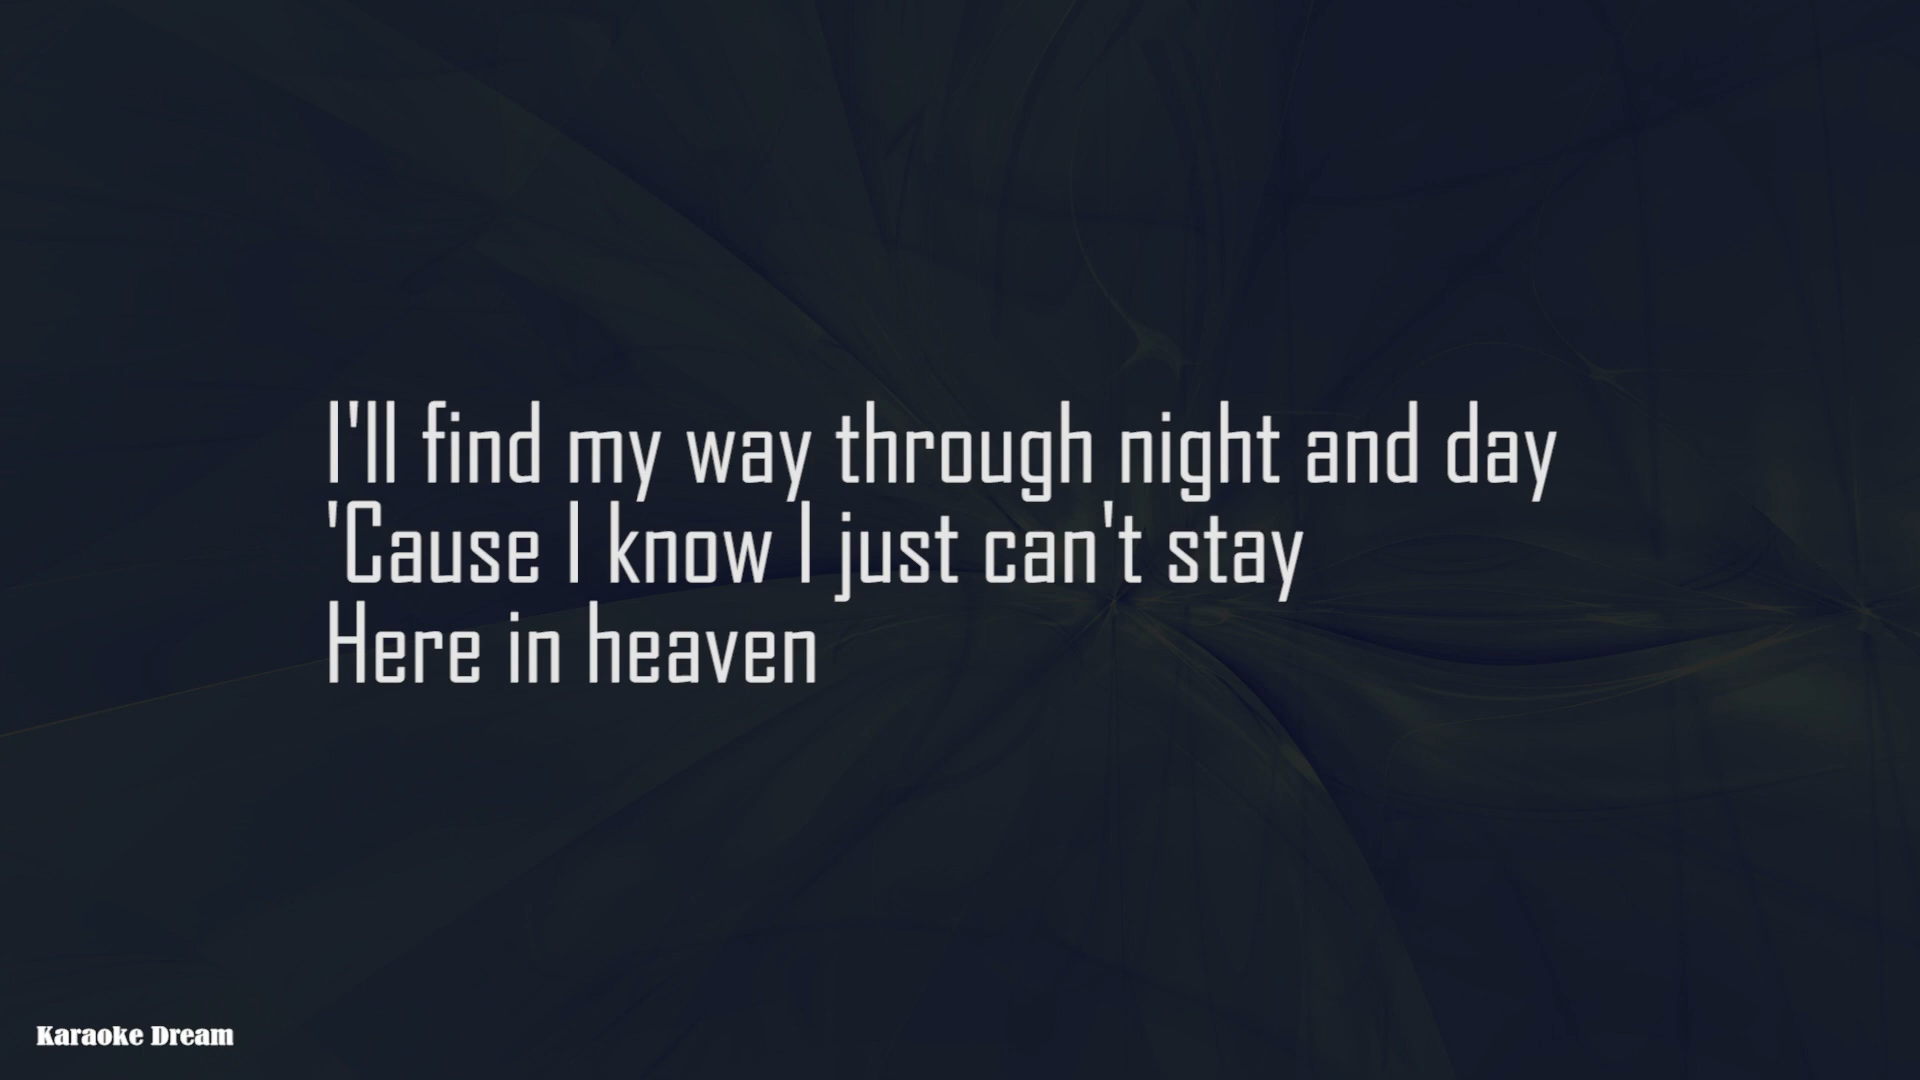 I'll find my way through night and day
'Cause I know I just can't stay
Here in heaven
Karaoke Dream